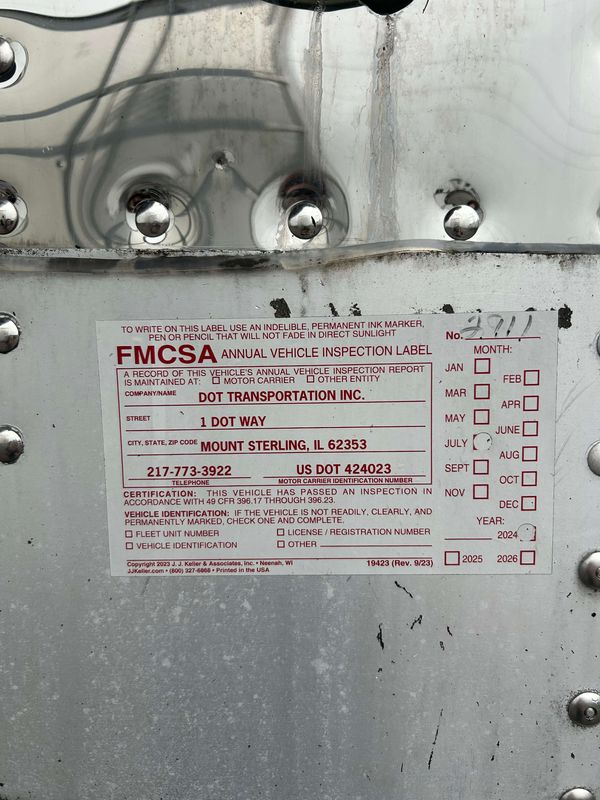 TO WRITE ON THIS LABEL USE AN INDELIBLE, PERMANENT INK MARKER,
PEN OR PENCIL THAT WILL NOT FADE IN DIRECT SUNLIGHT
No. 2911
FMCSA ANNUAL VEHICLE INSPECTION LABEL
A RECORD OF THIS VEHICLE'S ANNUAL VEHICLE INSPECTION REPORT
IS MAINTAINED AT: ☐ MOTOR CARRIER ☐ OTHER ENTITY
COMPANY/NAME DOT TRANSPORTATION INC.
STREET 1 DOT WAY
CITY, STATE, ZIP CODE MOUNT STERLING, IL 62353
217-773-3922 US DOT 424023
TELEPHONE MOTOR CARRIER IDENTIFICATION NUMBER
CERTIFICATION: THIS VEHICLE HAS PASSED AN INSPECTION IN
ACCORDANCE WITH 49 CFR 396.17 THROUGH 396.23.
VEHICLE IDENTIFICATION: IF THE VEHICLE IS NOT READILY, CLEARLY, AND
PERMANENTLY MARKED, CHECK ONE AND COMPLETE.
☐ FLEET UNIT NUMBER ☐ LICENSE / REGISTRATION NUMBER
☐ VEHICLE IDENTIFICATION ☐ OTHER
Copyright 2023 J. J. Keller & Associates, Inc. • Neenah, WI
JJKeller.com • (800) 327-6868 • Printed in the USA
19423 (Rev. 9/23)
MONTH:
JAN ☐
FEB ☐
MAR ☐
APR ☐
MAY ☐
JUNE ☐
JULY
AUG ☐
SEPT ☐
OCT ☐
NOV ☐
DEC ☐
YEAR:
2024
☐ 2025 2026 ☐